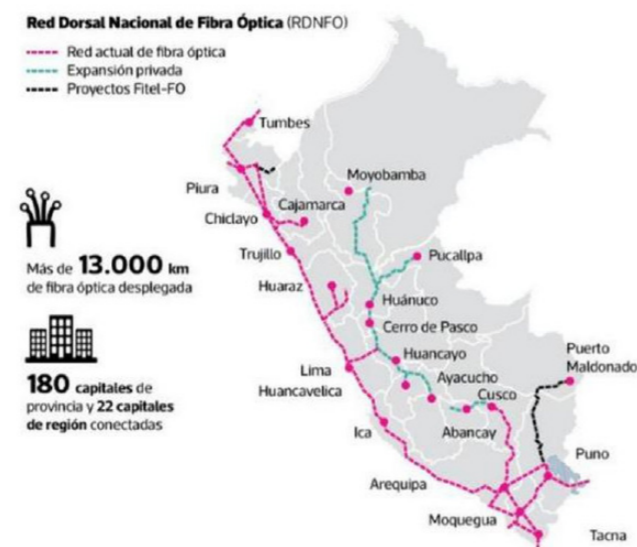 Red Dorsal Nacional de Fibra Óptica (RDNFO)
Red actual de fibra óptica
Expansión privada
Proyectos Fitel-FO
Tumbes
Piura
Moyobamba
Cajamarca
Chiclayo
Trujillo
Pucallpa
Huaraz
Huánuco
Cerro de Pasco
Más de 13.000 km
de fibra óptica desplegada
Huancayo
Puerto
Maldonado
Lima
Ayacucho
Huancavelica
Cusco
180 capitales de
provincia y 22 capitales
de región conectadas
Ica
Abancay
Puno
Arequipa
Moquegua
Tacna